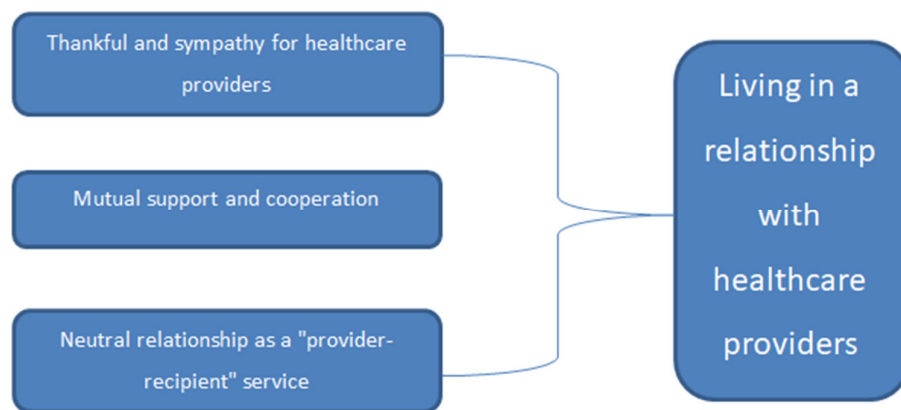 Thankful and sympathy for healthcare
providers
Mutual support and cooperation
Neutral relationship as a "provider-
recipient" service
Living in a
relationship
with
healthcare
providers